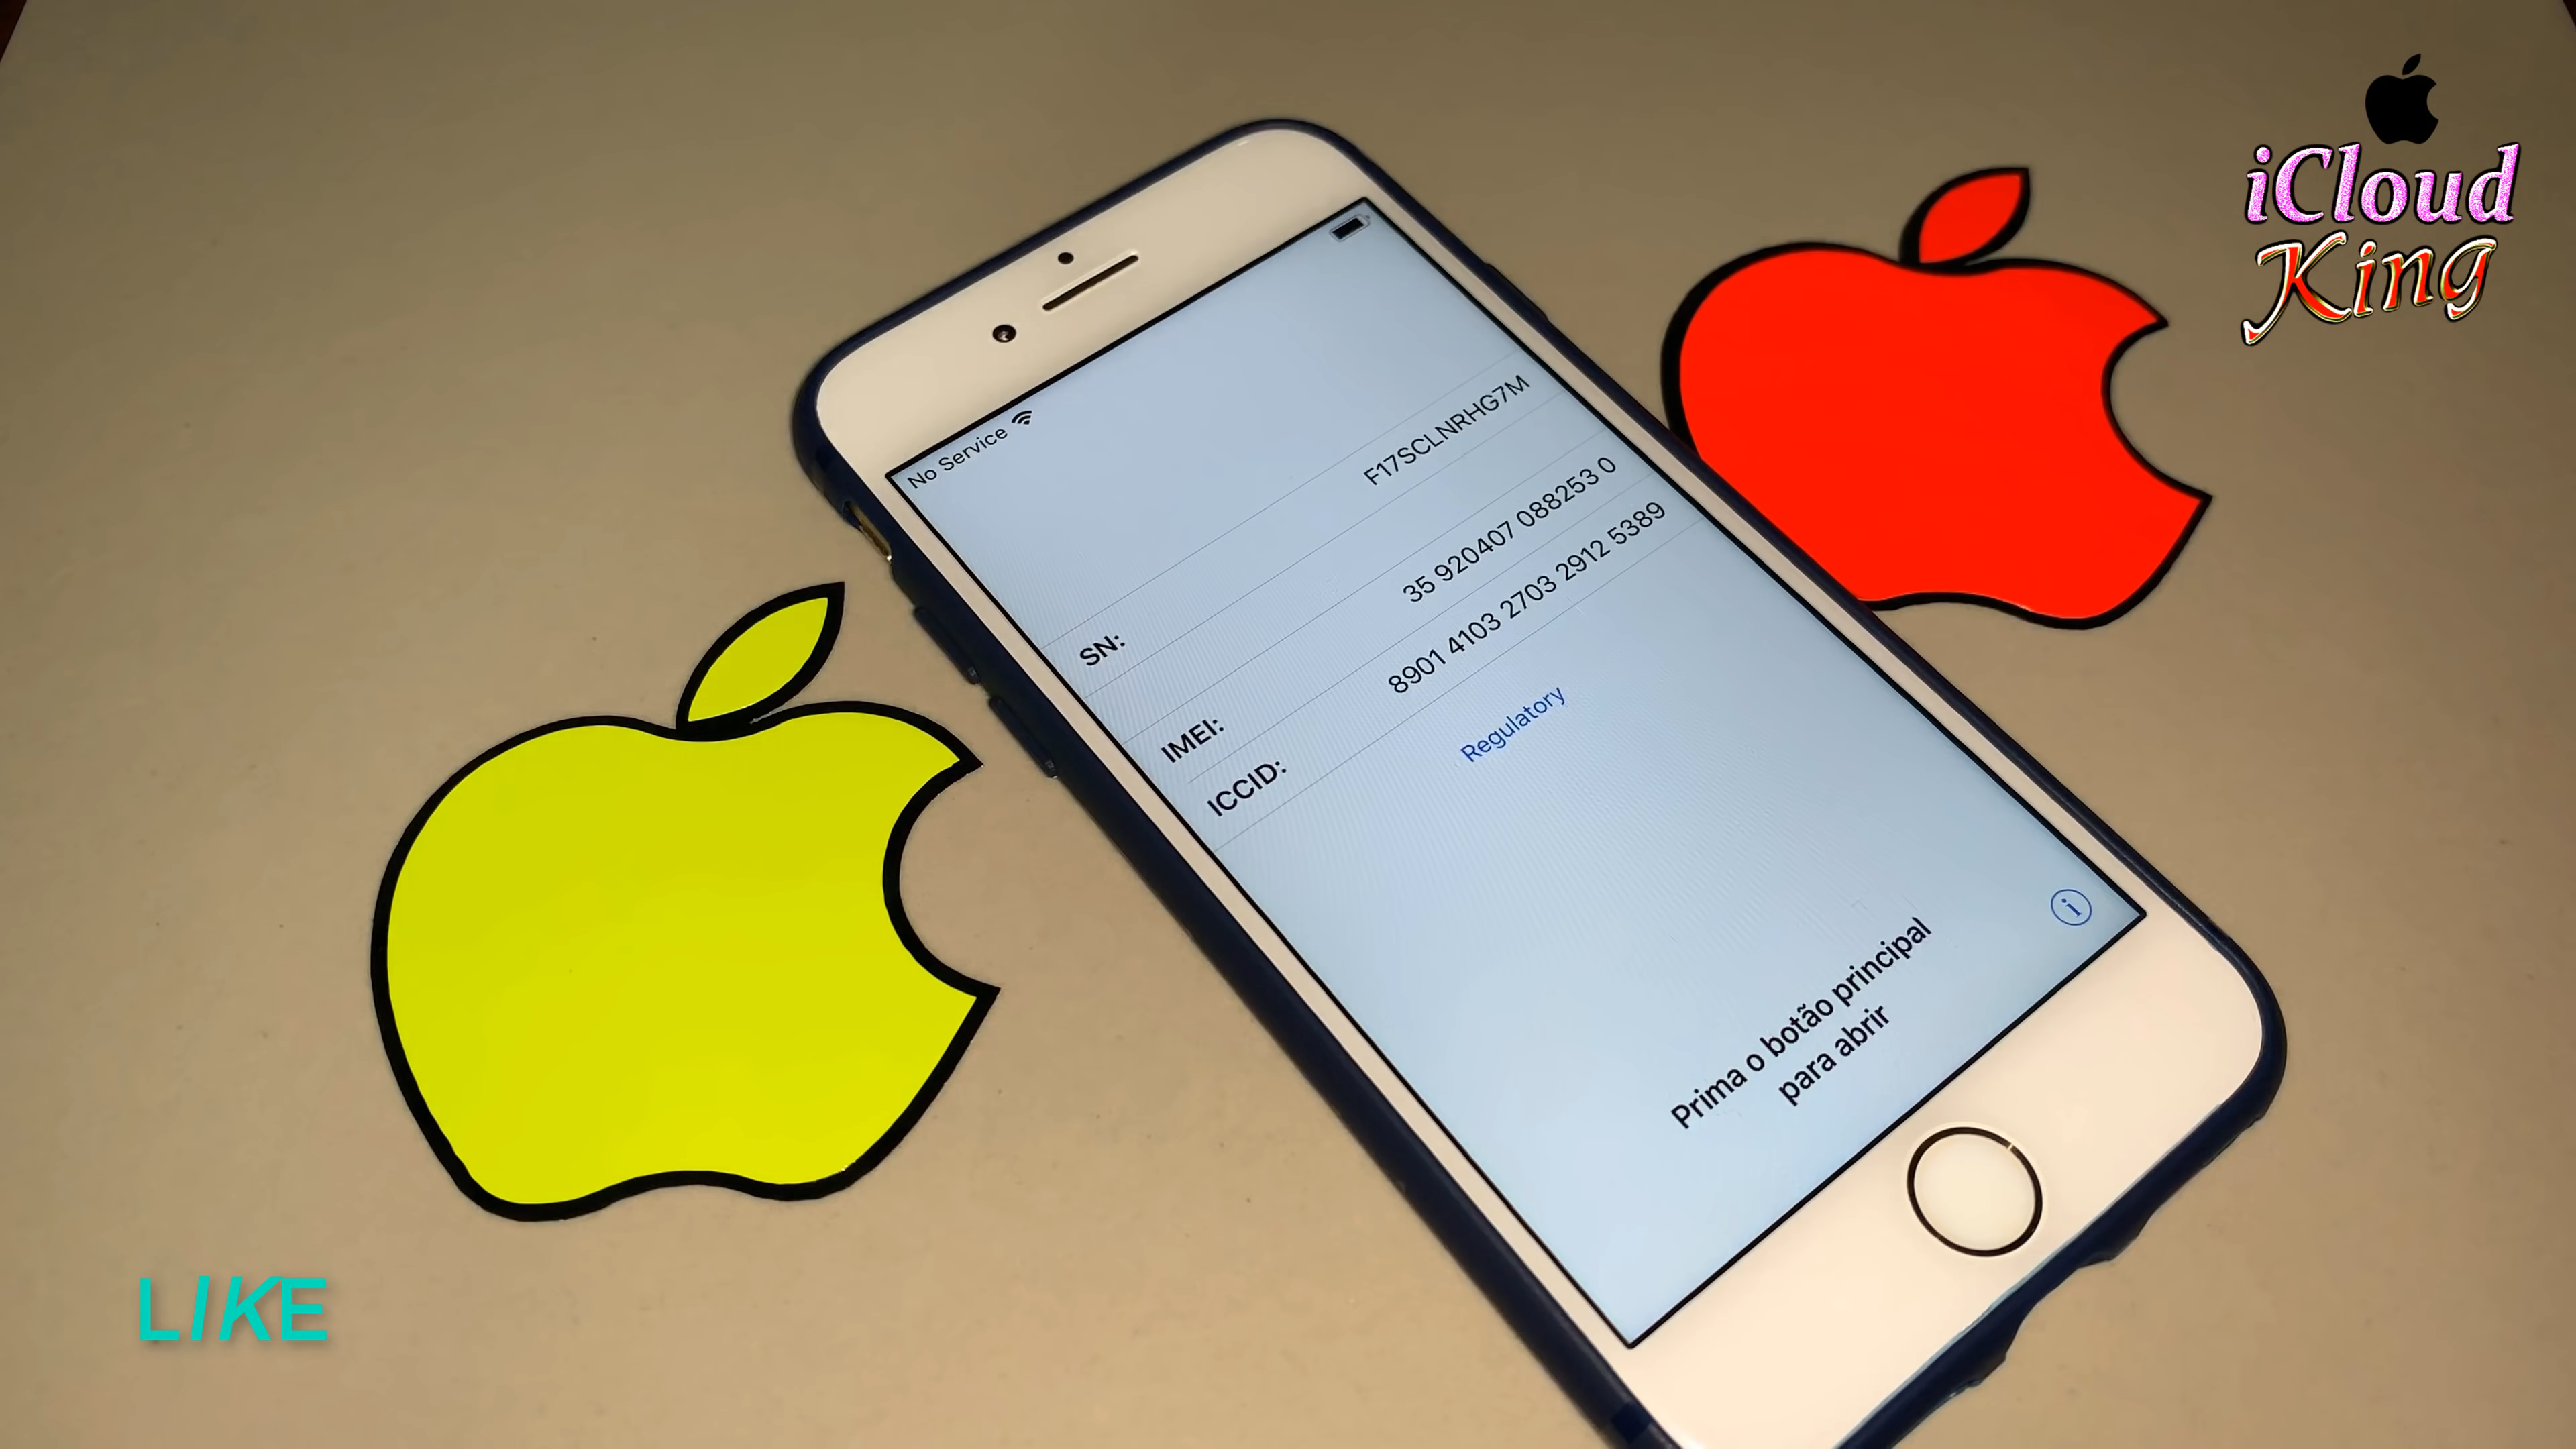 iCloud
King
No Service
SN: F17SCLNRHG7M
IMEI: 35 920407 088253 0
ICCID: 8901 4103 2703 2912 5389
Regulatory
i
Prima o botão principal
para abrir
LIKE